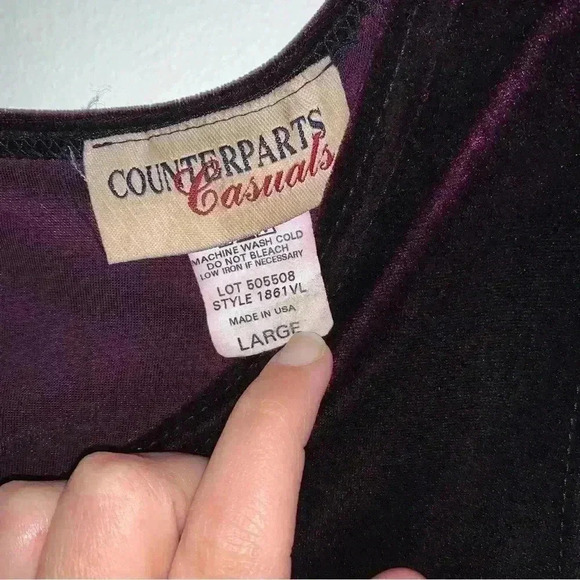 COUNTERPARTS
Casuals
MACHINE WASH COLD
DO NOT BLEACH
LOW IRON IF NECESSARY
LOT 505508
STYLE 1861VL
MADE IN USA
LARGE